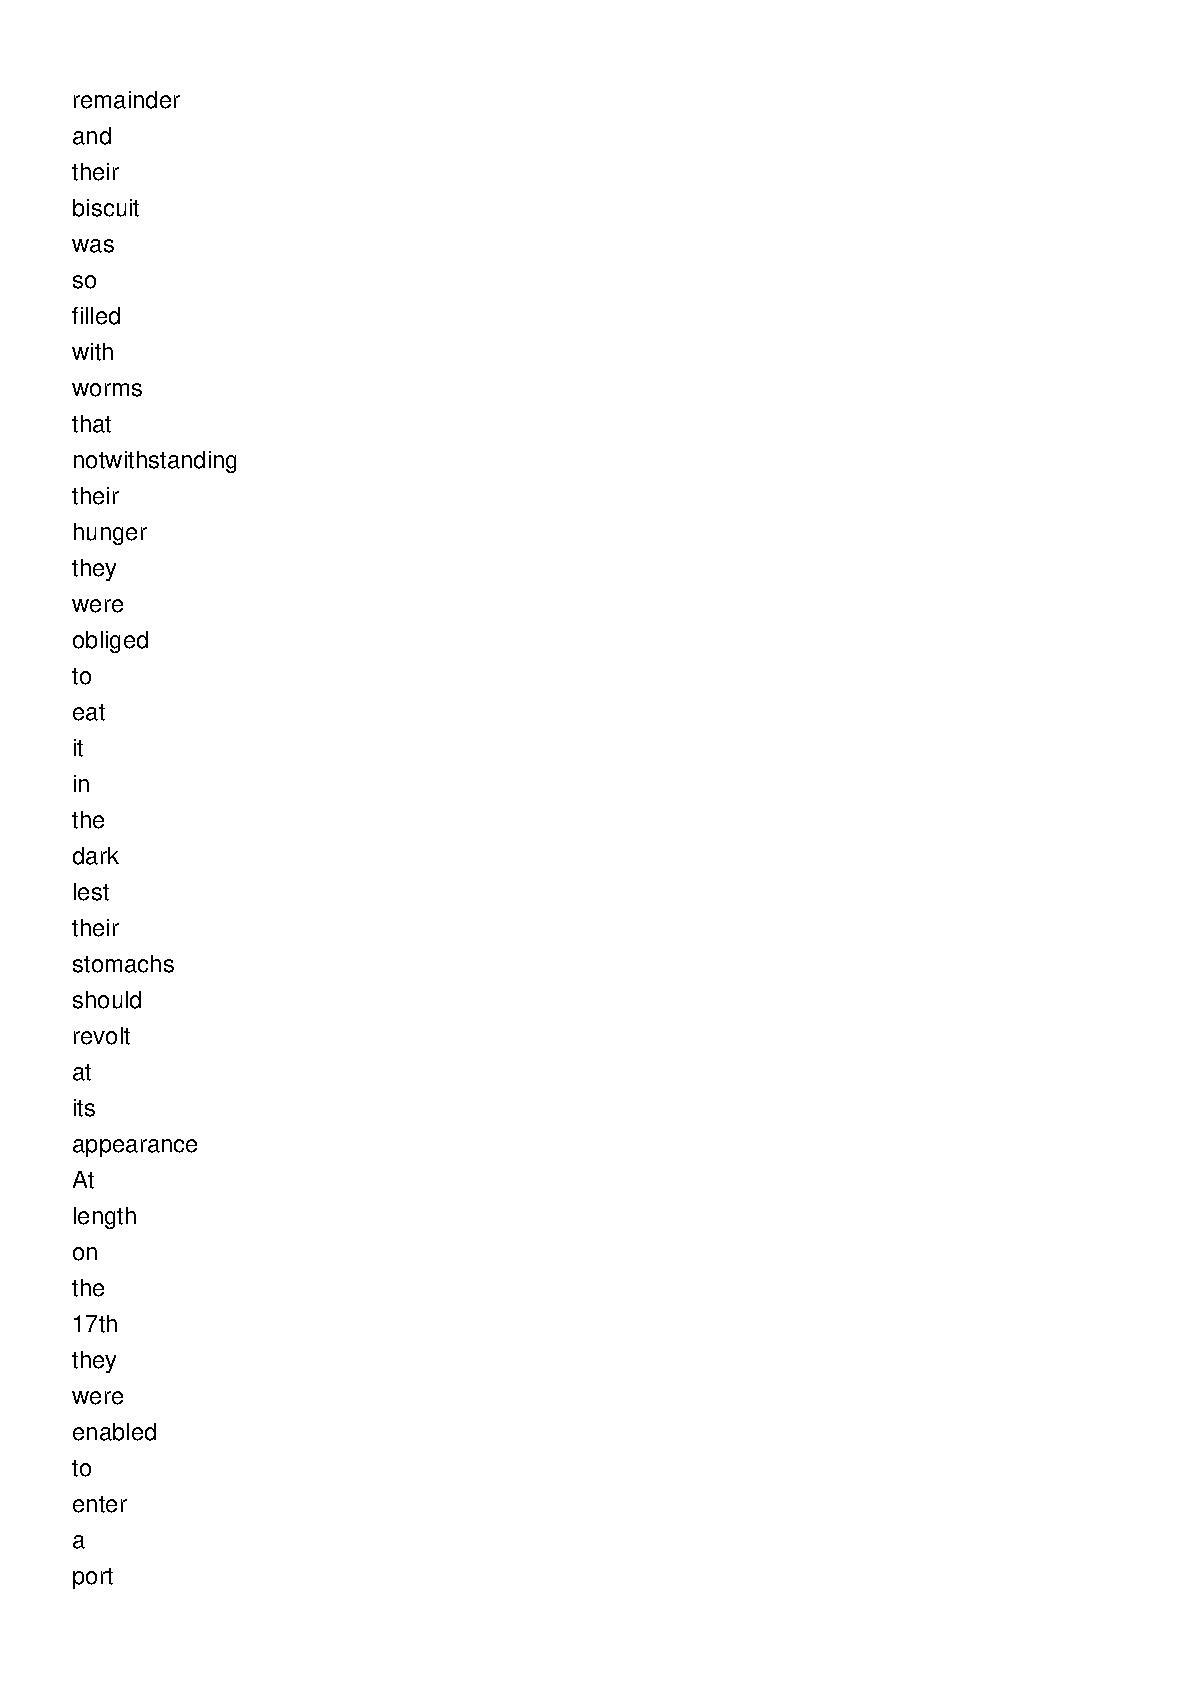 remainder
and
their
biscuit
was
so
filled
with
worms
that
notwithstanding
their
hunger
they
were
obliged
to
eat
it
in
the
dark
lest
their
stomachs
should
revolt
at
its
appearance
At
length
on
the
17th
they
were
enabled
to
enter
a
port